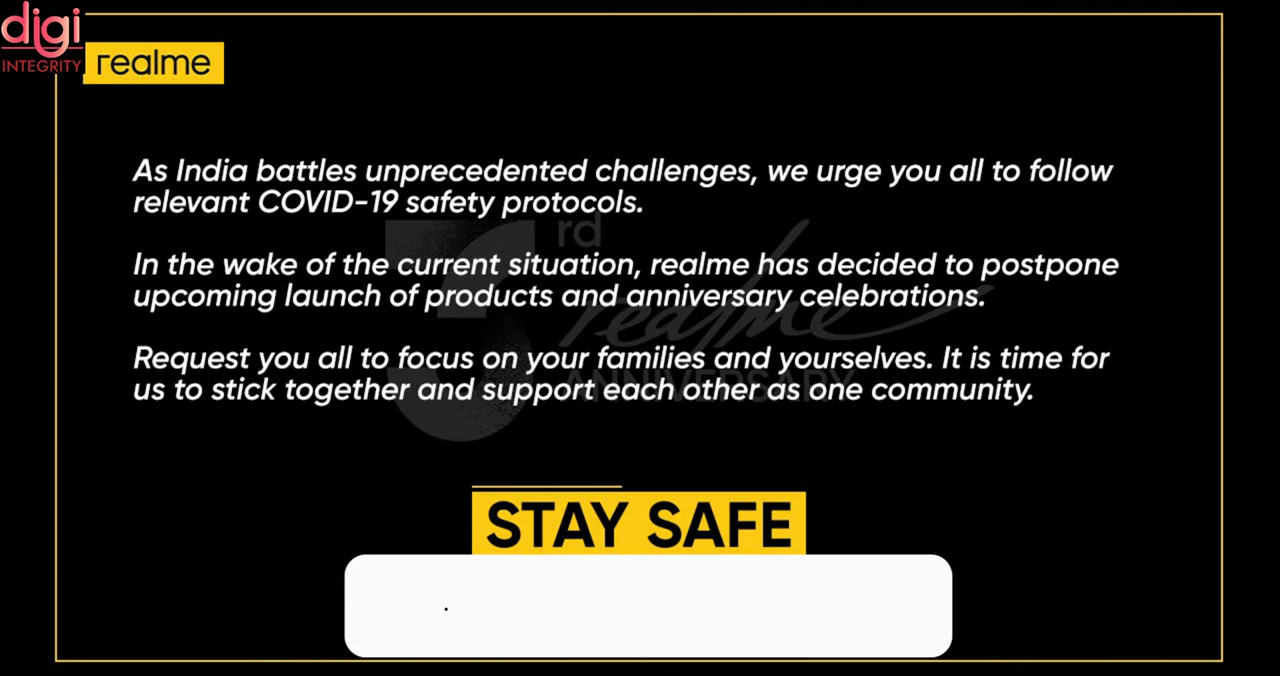 digi
INTEGRITY
realme
As India battles unprecedented challenges, we urge you all to follow
relevant COVID-19 safety protocols.
rd
In the wake of the current situation, realme has decided to postpone
upcoming launch of products and anniversary celebrations.
realme
Request you all to focus on your families and yourselves. It is time for
us to stick together and support each other as one community.
ANNIVERSARY
STAY SAFE